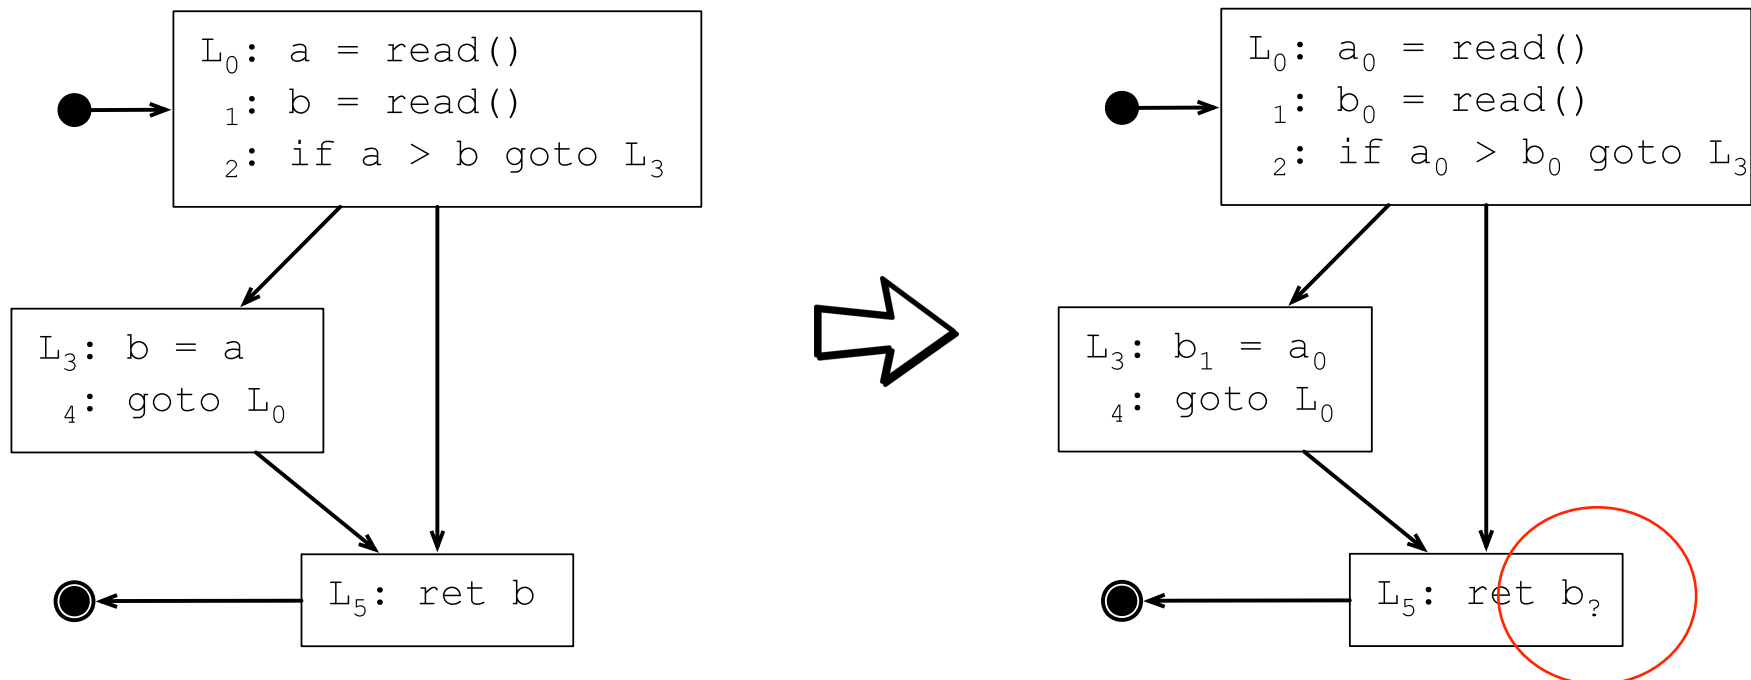 L₀: a = read()
₁: b = read()
₂: if a > b goto L₃
L₃: b = a
₄: goto L₀
L₅: ret b
L₀: a₀ = read()
₁: b₀ = read()
₂: if a₀ > b₀ goto L₃
L₃: b₁ = a₀
₄: goto L₀
L₅: ret b?